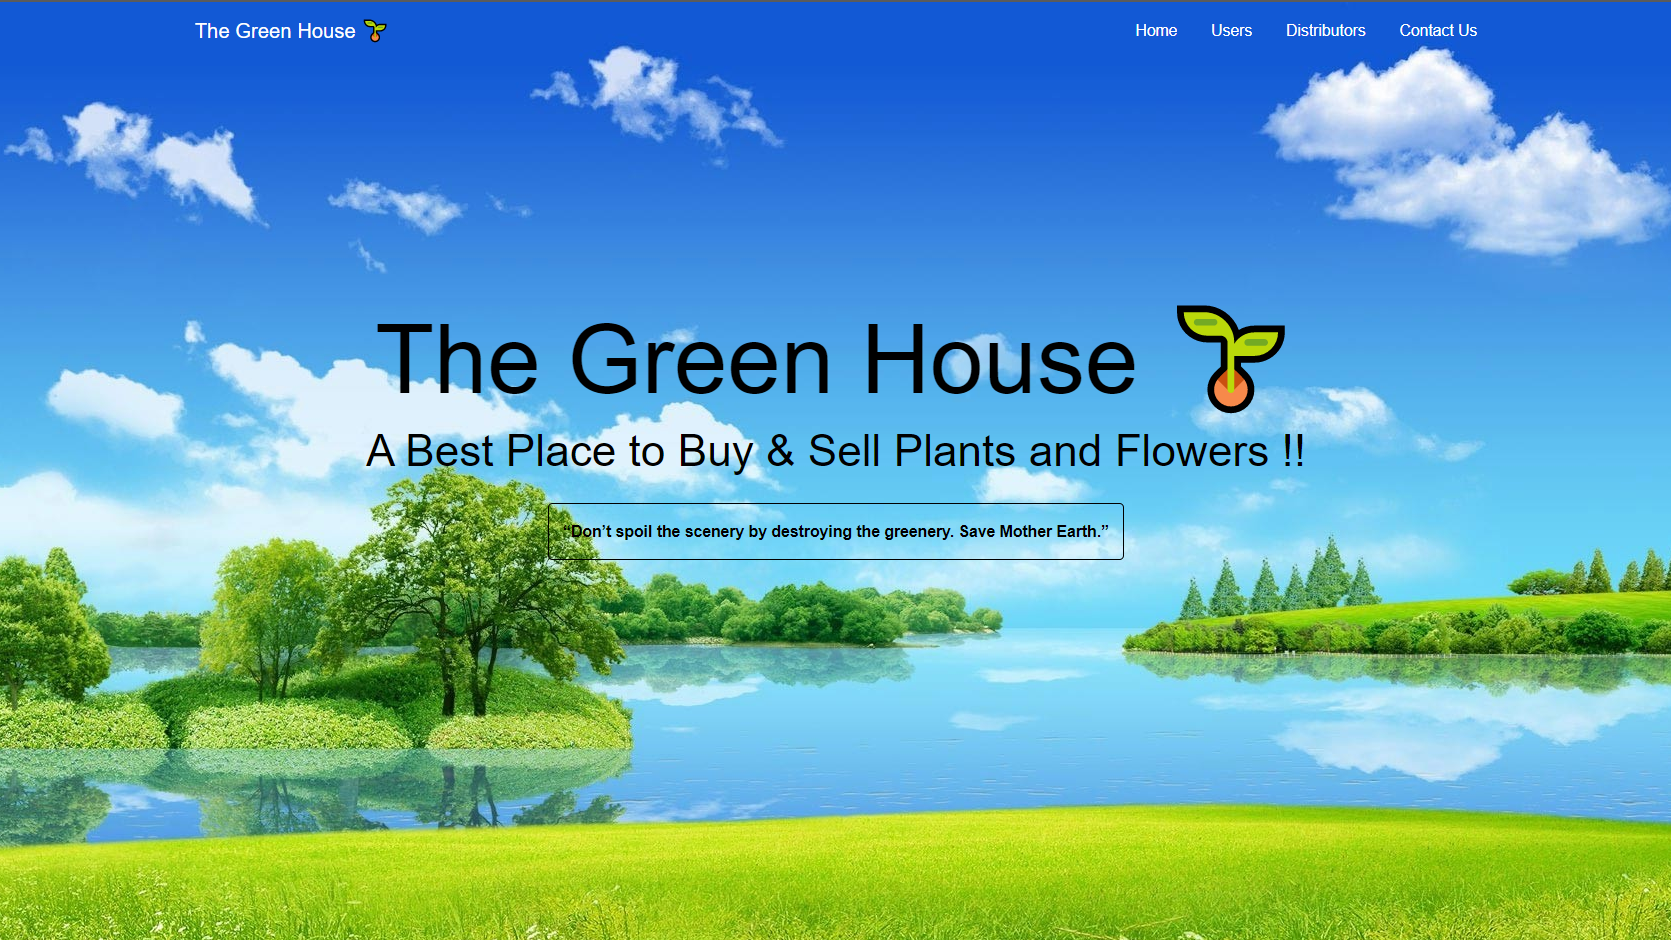 The Green House
Home Users Distributors Contact Us
The Green House
A Best Place to Buy & Sell Plants and Flowers !!
“Don’t spoil the scenery by destroying the greenery. Save Mother Earth.”